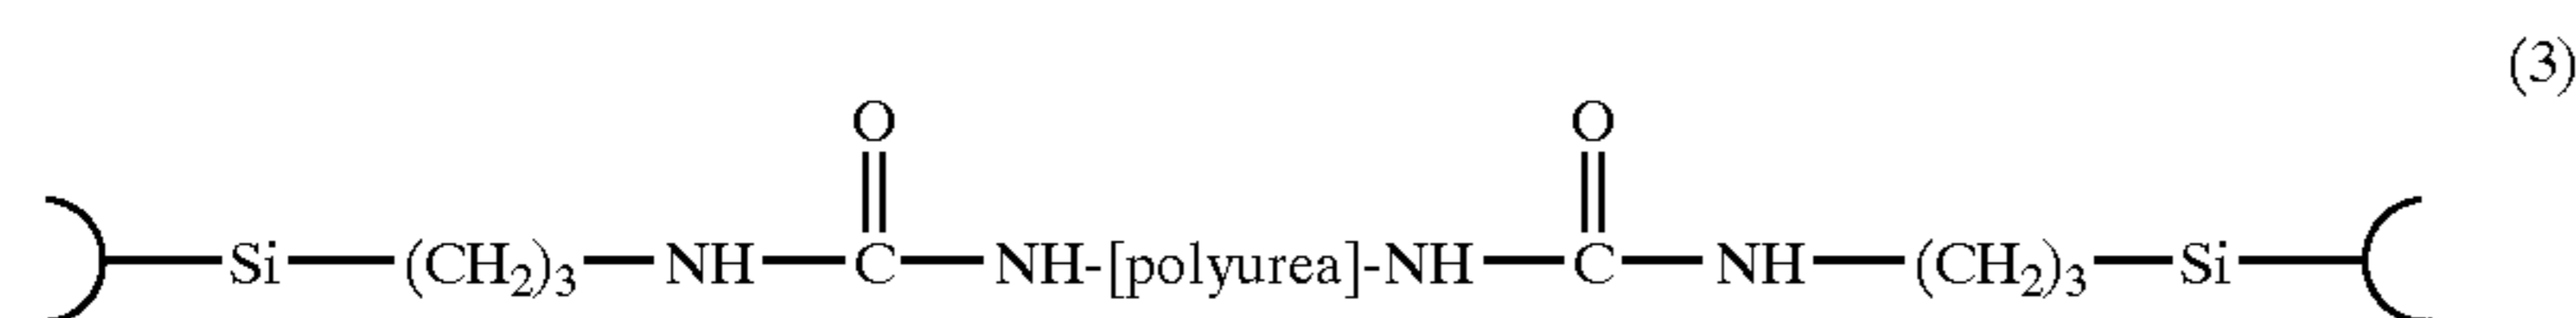 (3)
O O
Si—(CH₂)₃—NH—C—NH-[polyurea]-NH—C—NH—(CH₂)₃—Si